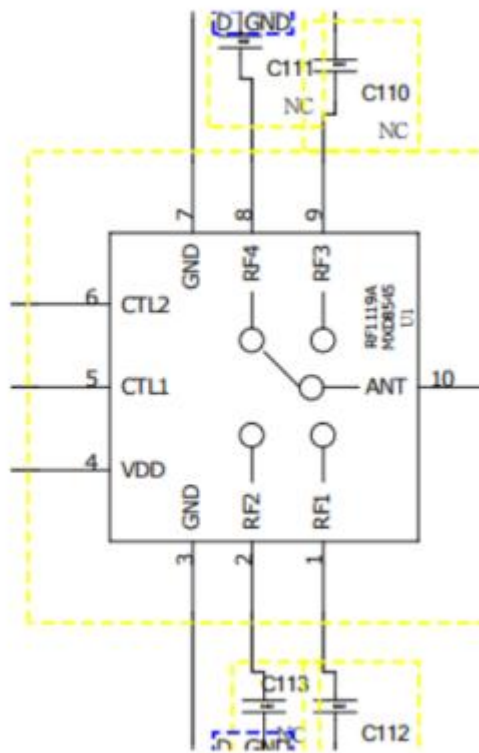 D GND
C111
C110
NC
NC
7
8
9
GND
RF4
RF3
RF1119A
MXD8545
U1
6
CTL2
5
CTL1
ANT
10
4
VDD
GND
RF2
RF1
3
2
1
C113
NC
C112
D GND